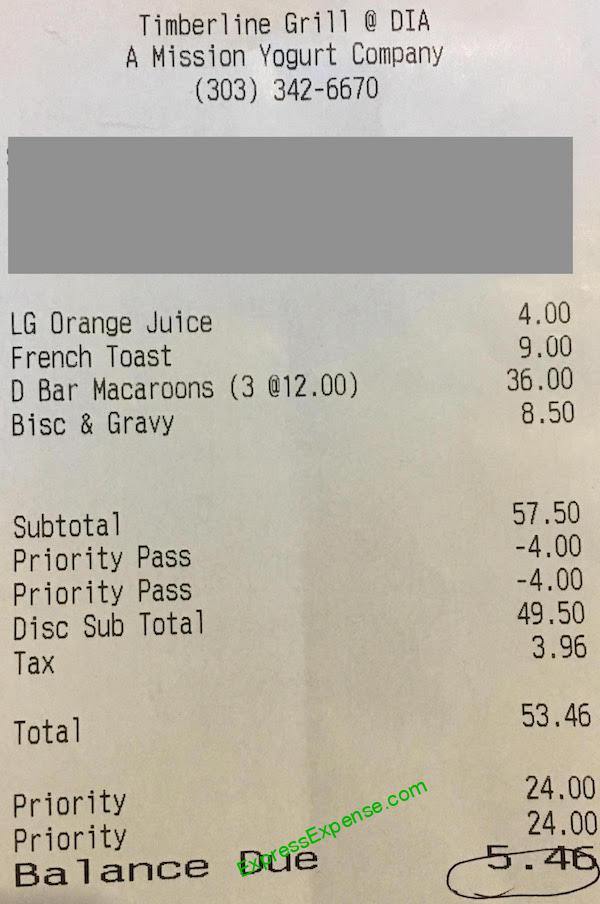 Timberline Grill @ DIA
A Mission Yogurt Company
(303) 342-6670
LG Orange Juice 4.00
French Toast 9.00
D Bar Macaroons (3 @12.00) 36.00
Bisc & Gravy 8.50
Subtotal 57.50
Priority Pass -4.00
Priority Pass -4.00
Disc Sub Total 49.50
Tax 3.96
Total 53.46
Priority 24.00
Priority 24.00
Balance Due 5.46
ExpressExpense.com